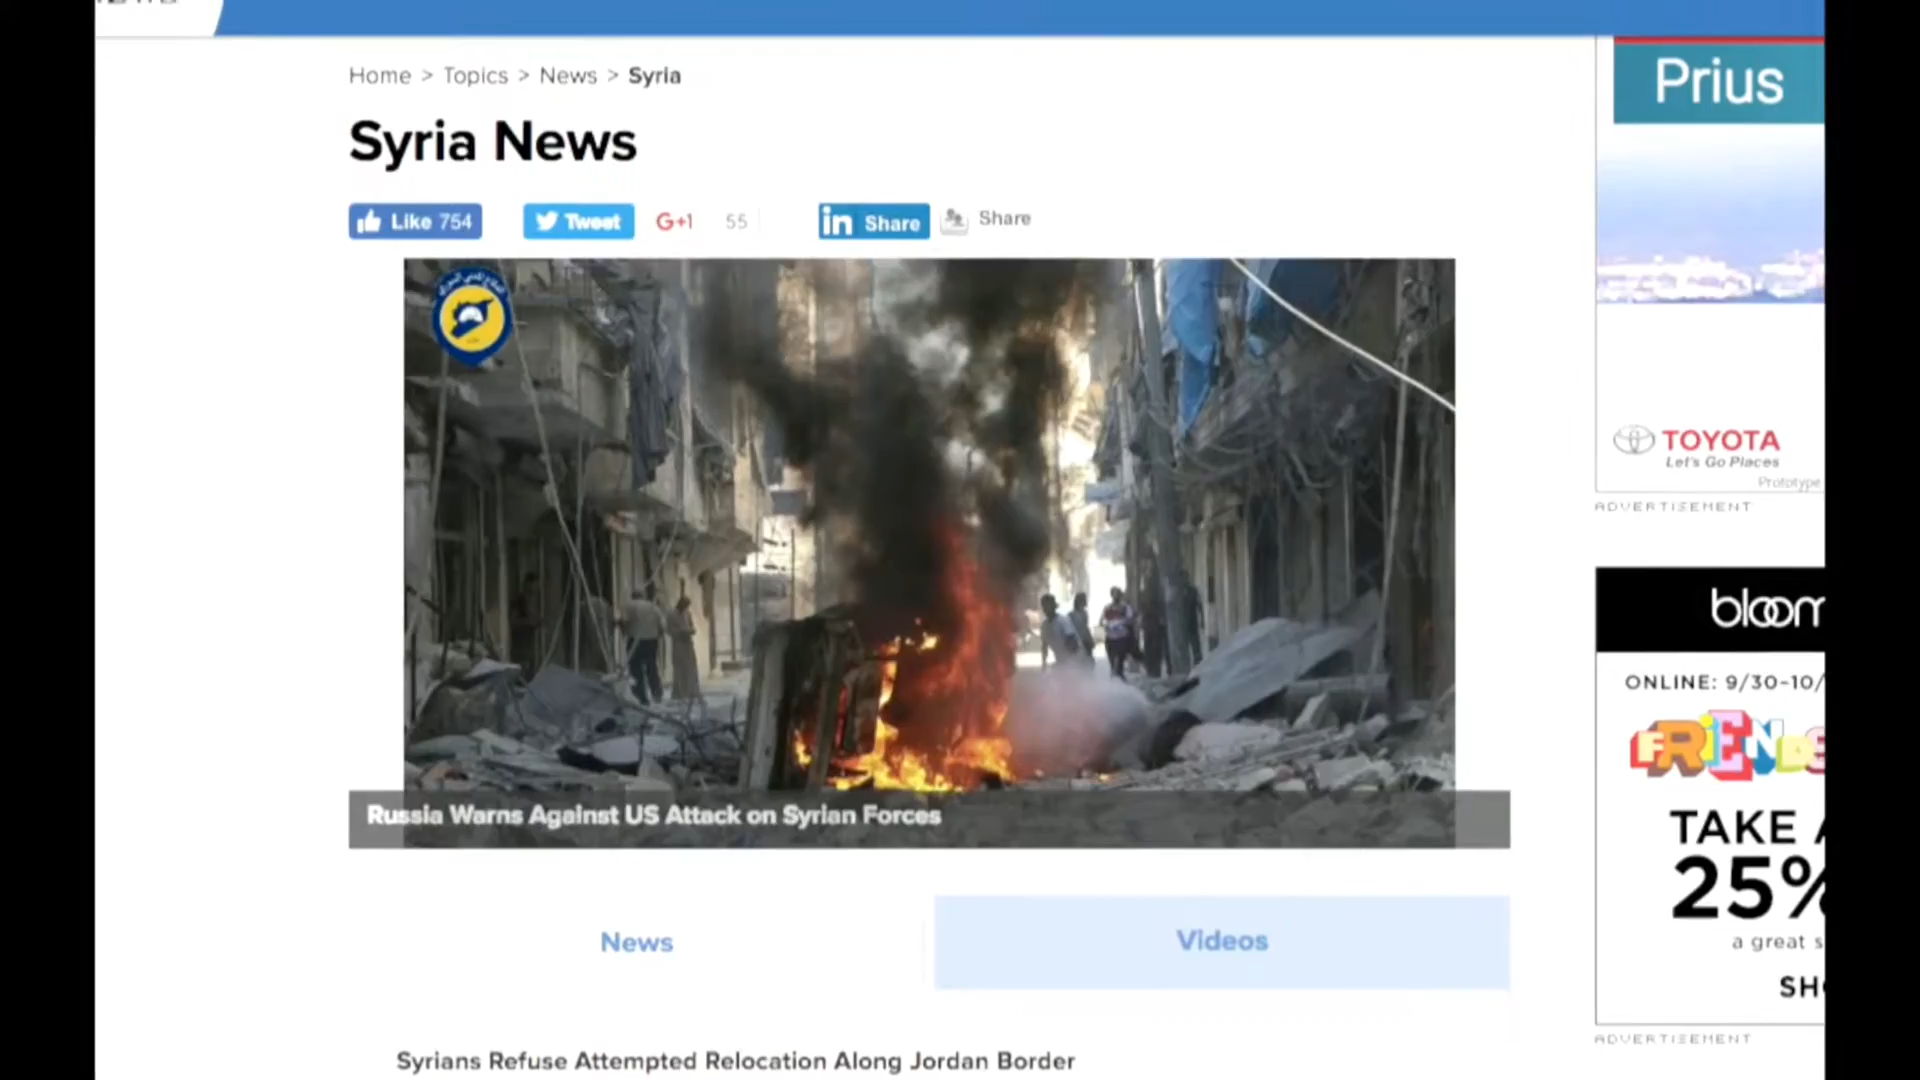 Home > Topics > News > Syria
Syria News
Like 754
Tweet
G+1 55
in Share
Share
Russia Warns Against US Attack on Syrian Forces
News
Videos
Syrians Refuse Attempted Relocation Along Jordan Border
Prius
TOYOTA
Let's Go Places
Prototype
ADVERTISEMENT
bloom
ONLINE: 9/30-10/
FRIENDS
TAKE
25%
a great s
SH
ADVERTISEMENT